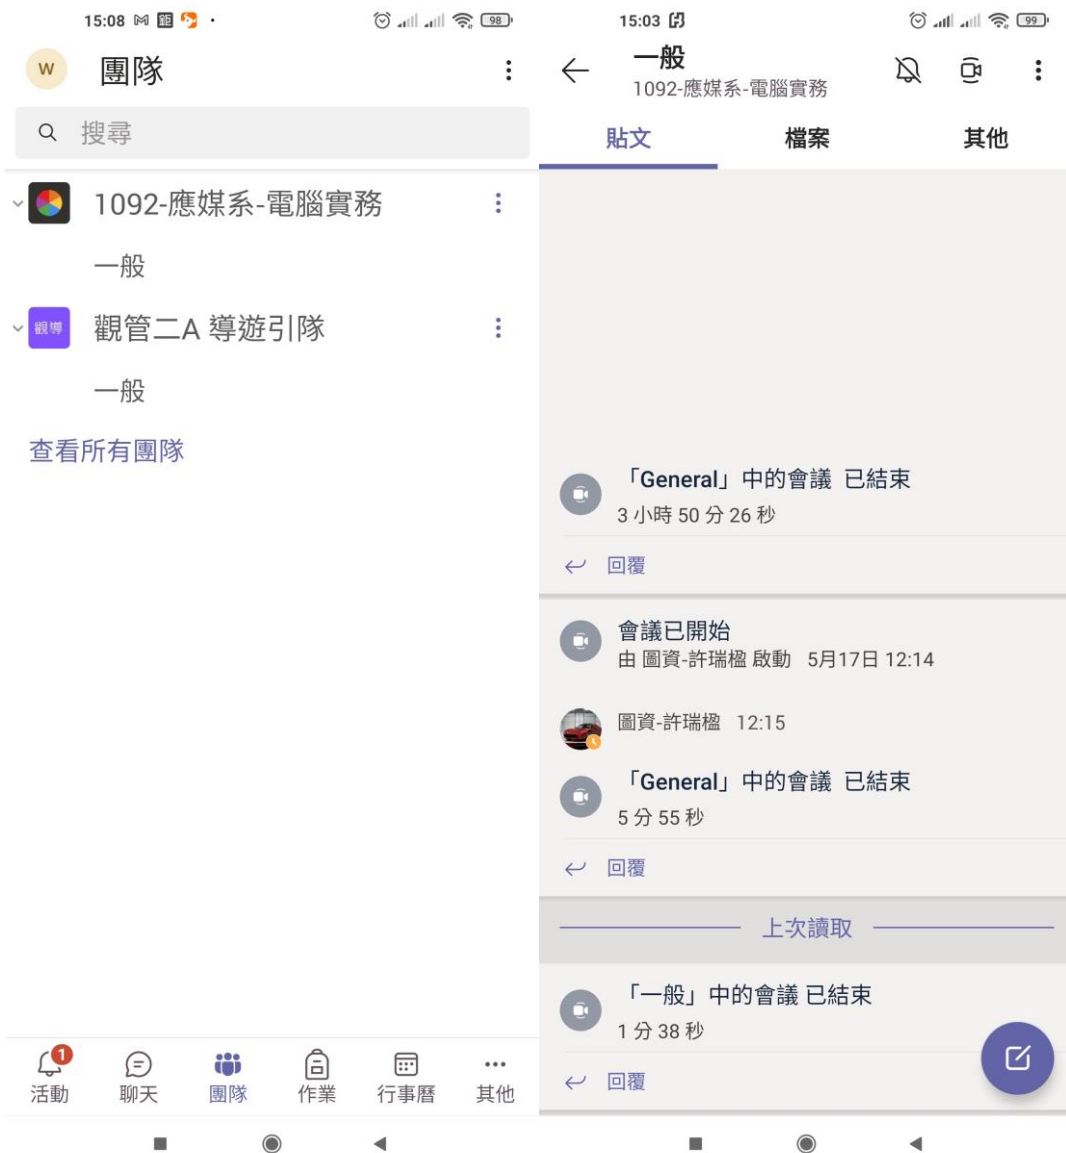 15:08
98
W
團隊
搜尋
1092-應媒系-電腦實務
一般
觀導
觀管二A 導遊引隊
一般
查看所有團隊
1
活動
聊天
團隊
作業
行事曆
其他
15:03
99
一般
1092-應媒系-電腦實務
貼文
檔案
其他
「General」中的會議 已結束
3 小時 50 分 26 秒
回覆
會議已開始
由 圖資-許瑞楹 啟動 5月17日 12:14
圖資-許瑞楹 12:15
「General」中的會議 已結束
5 分 55 秒
回覆
上次讀取
「一般」中的會議 已結束
1 分 38 秒
回覆